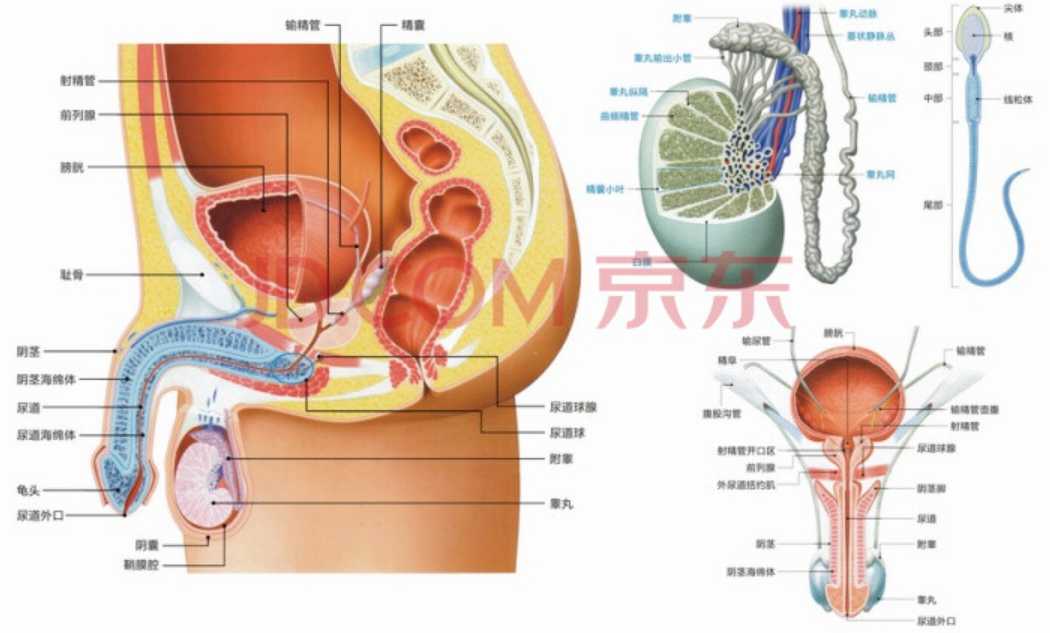 输精管
精囊
射精管
前列腺
膀胱
耻骨
阴茎
阴茎海绵体
尿道
尿道海绵体
龟头
尿道外口
阴囊
鞘膜腔
尿道球腺
尿道球
附睾
睾丸
附睾
睾丸输出小管
睾丸纵隔
曲细精管
精囊小叶
白膜
睾丸动脉
蔓状静脉丛
输精管
睾丸网
头部
颈部
中部
尾部
尖体
核
线粒体
JD.COM 京东
膀胱
输尿管
精阜
腹股沟管
射精管开口区
前列腺
外尿道括约肌
阴茎
阴茎海绵体
输精管
输精管壶腹
射精管
尿道球腺
阴茎脚
尿道
附睾
睾丸
尿道外口